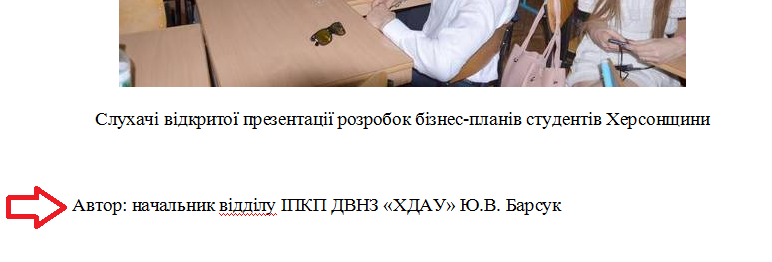 Слухачі відкритої презентації розробок бізнес-планів студентів Херсонщини
Автор: начальник відділу ІПКП ДВНЗ «ХДАУ» Ю.В. Барсук